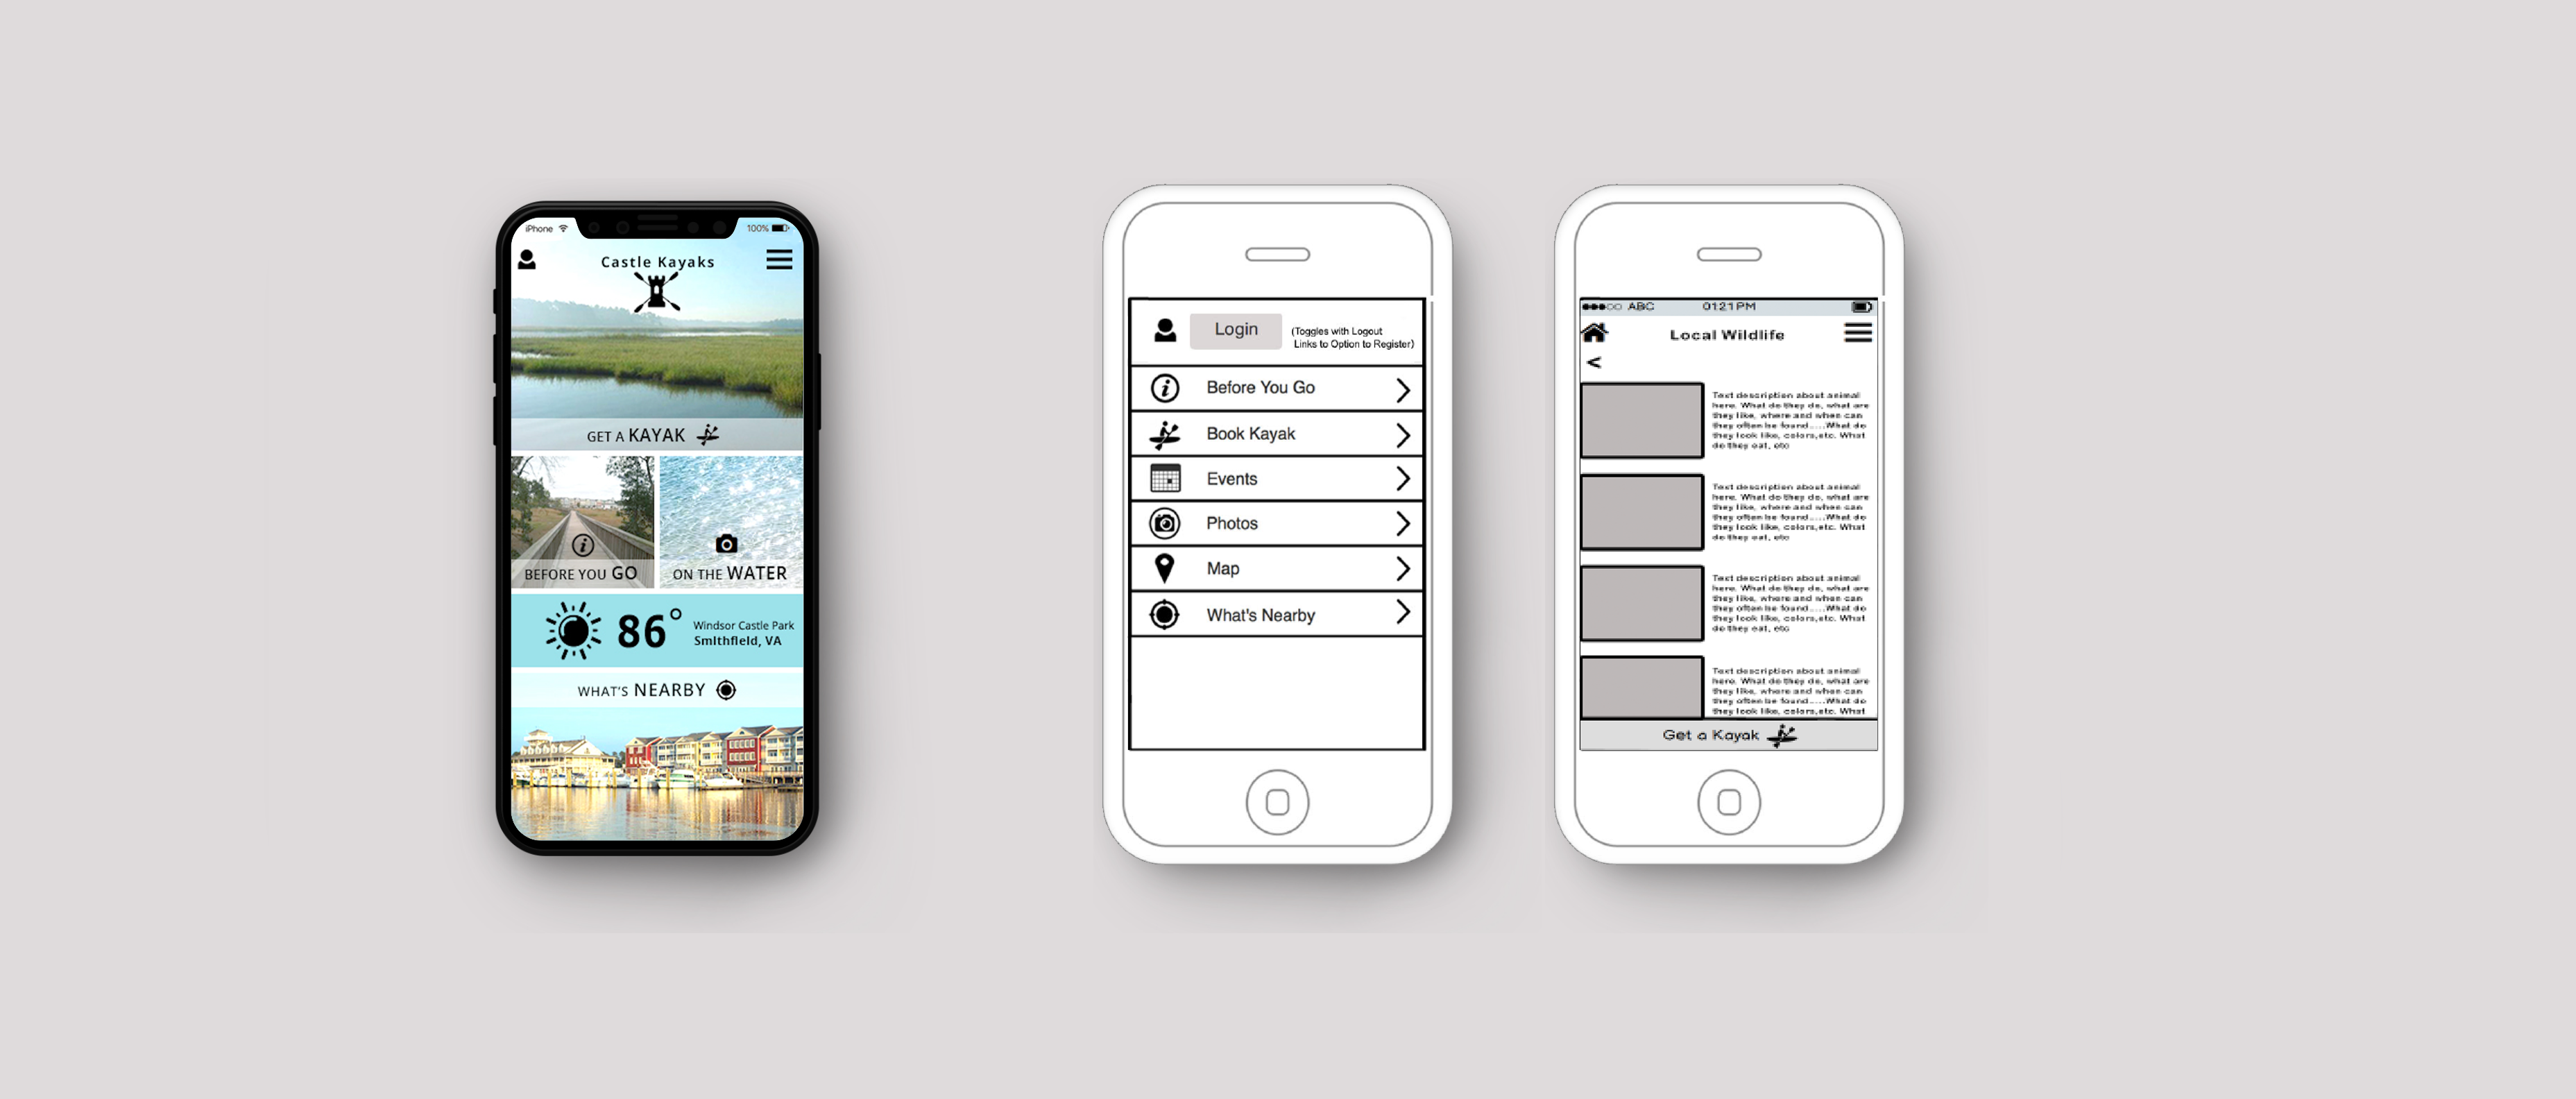 iPhone 100%
Castle Kayaks
GET A KAYAK
BEFORE YOU GO
ON THE WATER
86°
Windsor Castle Park
Smithfield, VA
WHAT'S NEARBY
Login
(Toggles with Logout
Links to Option to Register)
Before You Go
Book Kayak
Events
Photos
Map
What's Nearby
ABC 01:21PM
Local Wildlife
<
Text description about animal
here. What do they do, what are
they like, where and when can
they often be found.....What do
they look like, colors,etc. What
do they eat, etc
Text description about animal
here. What do they do, what are
they like, where and when can
they often be found.....What do
they look like, colors,etc. What
do they eat, etc
Text description about animal
here. What do they do, what are
they like, where and when can
they often be found.....What do
they look like, colors,etc. What
do they eat, etc
Text description about animal
here. What do they do, what are
they like, where and when can
they often be found.....What do
they look like, colors,etc. What
Get a Kayak